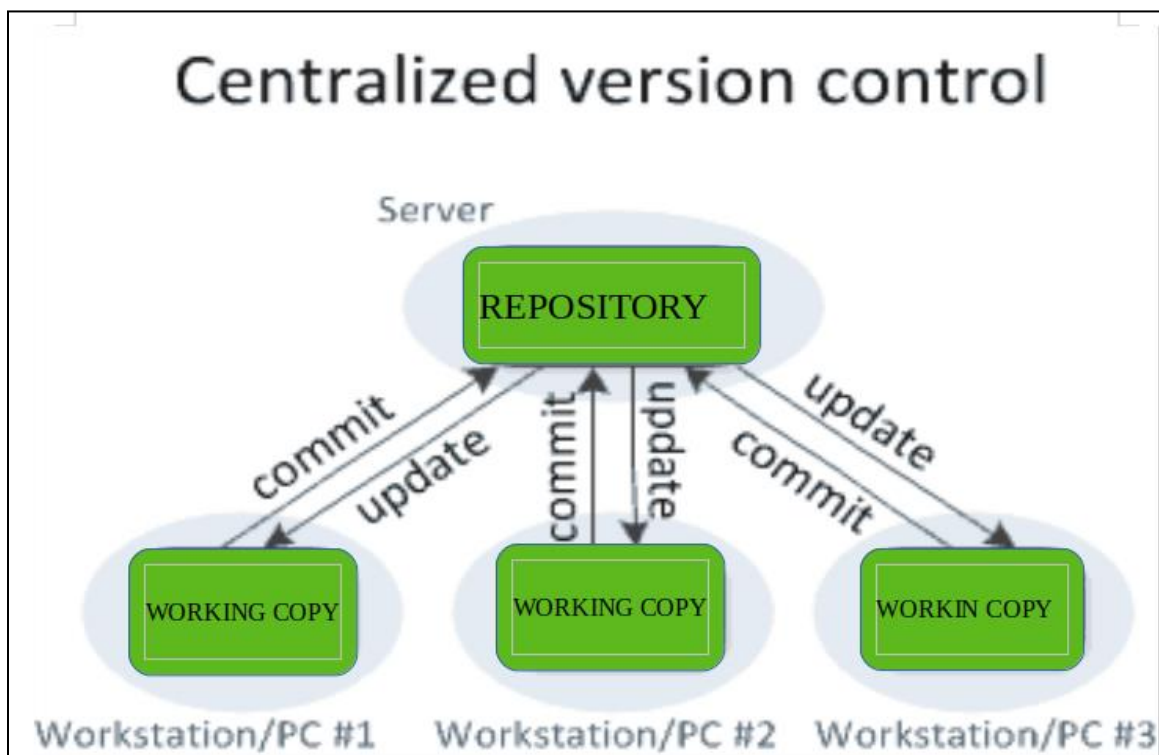 Centralized version control
Server
REPOSITORY
commit
update
commit
update
update
commit
WORKING COPY
WORKING COPY
WORKIN COPY
Workstation/PC #1
Workstation/PC #2
Workstation/PC #3